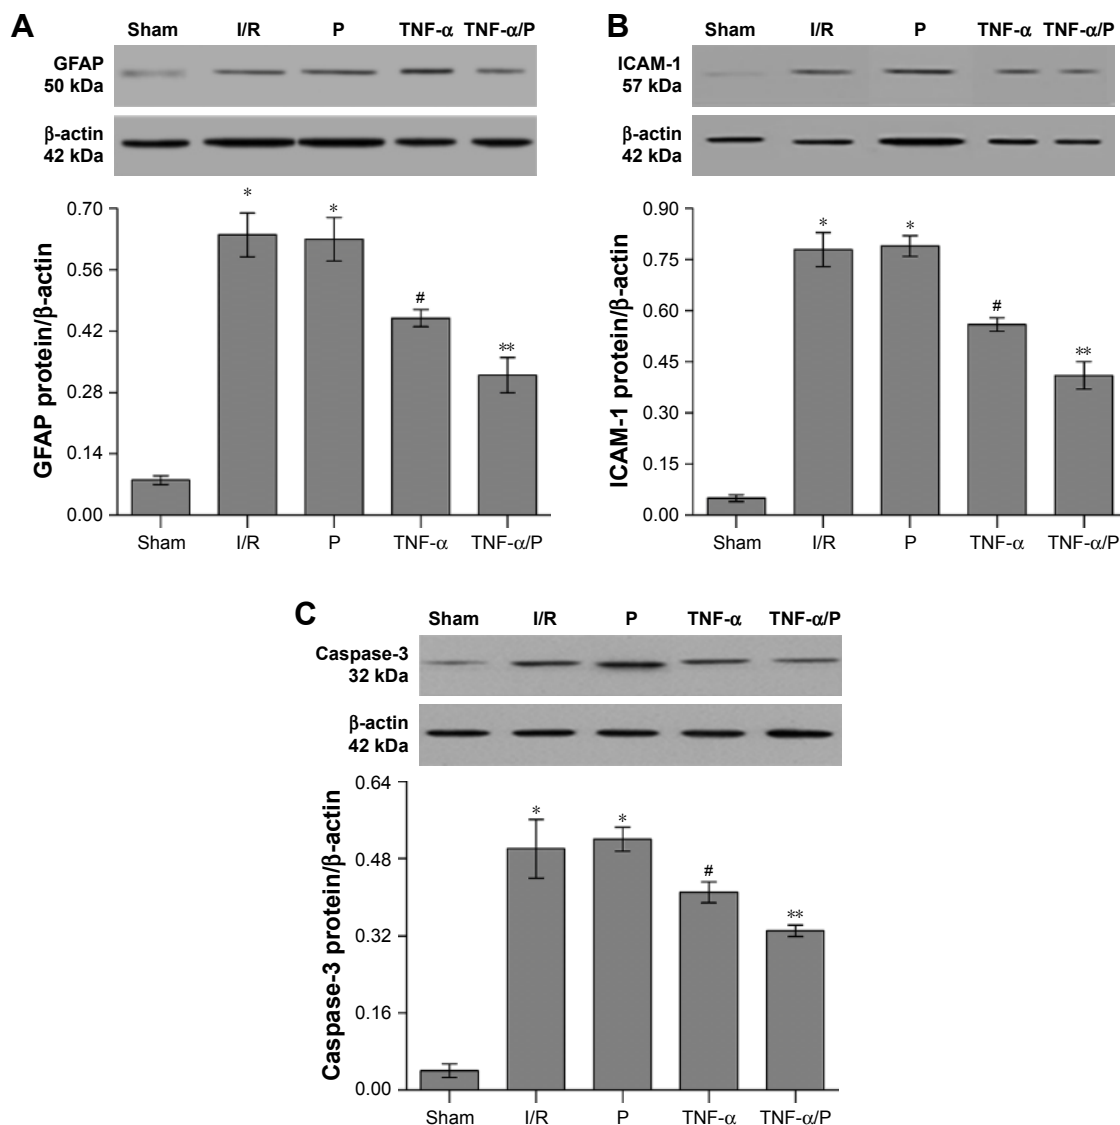 A
Sham I/R P TNF-α TNF-α/P
GFAP
50 kDa
β-actin
42 kDa
GFAP protein/β-actin
0.70
0.56
0.42
0.28
0.14
0.00
* * # **
Sham I/R P TNF-α TNF-α/P
B
Sham I/R P TNF-α TNF-α/P
ICAM-1
57 kDa
β-actin
42 kDa
ICAM-1 protein/β-actin
0.90
0.75
0.60
0.45
0.30
0.15
0.00
* * # **
Sham I/R P TNF-α TNF-α/P
C
Sham I/R P TNF-α TNF-α/P
Caspase-3
32 kDa
β-actin
42 kDa
Caspase-3 protein/β-actin
0.64
0.48
0.32
0.16
0.00
* * # **
Sham I/R P TNF-α TNF-α/P